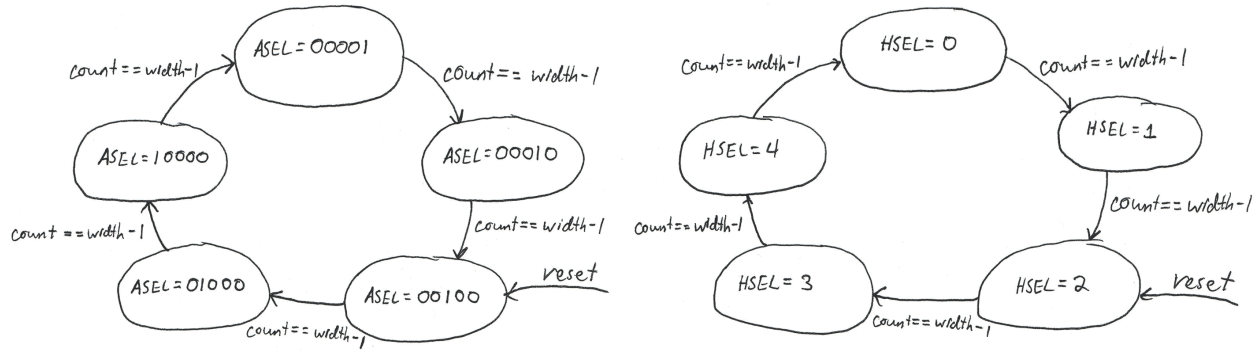 ASEL=00001
count==width-1
count==width-1
ASEL=10000
ASEL=00010
count==width-1
count==width-1
ASEL=01000
ASEL=00100
reset
count==width-1
HSEL=0
count==width-1
count==width-1
HSEL=4
HSEL=1
count==width-1
count==width-1
HSEL=3
HSEL=2
reset
count==width-1